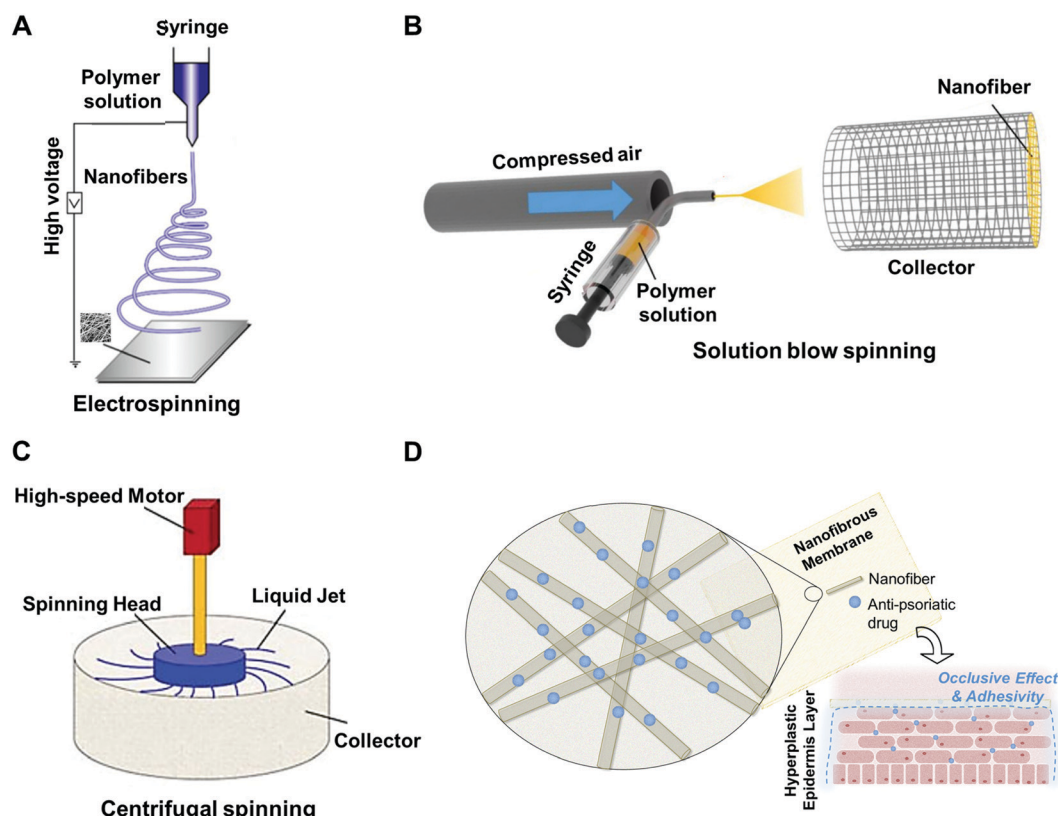 A
Syringe
Polymer
solution
High voltage
V
Nanofibers
Electrospinning
B
Nanofiber
Compressed air
Syringe
Polymer
solution
Collector
Solution blow spinning
C
High-speed Motor
Spinning Head
Liquid Jet
Collector
Centrifugal spinning
D
Nanofibrous
Membrane
Nanofiber
Anti-psoriatic
drug
Occlusive Effect
& Adhesivity
Hyperplastic
Epidermis Layer